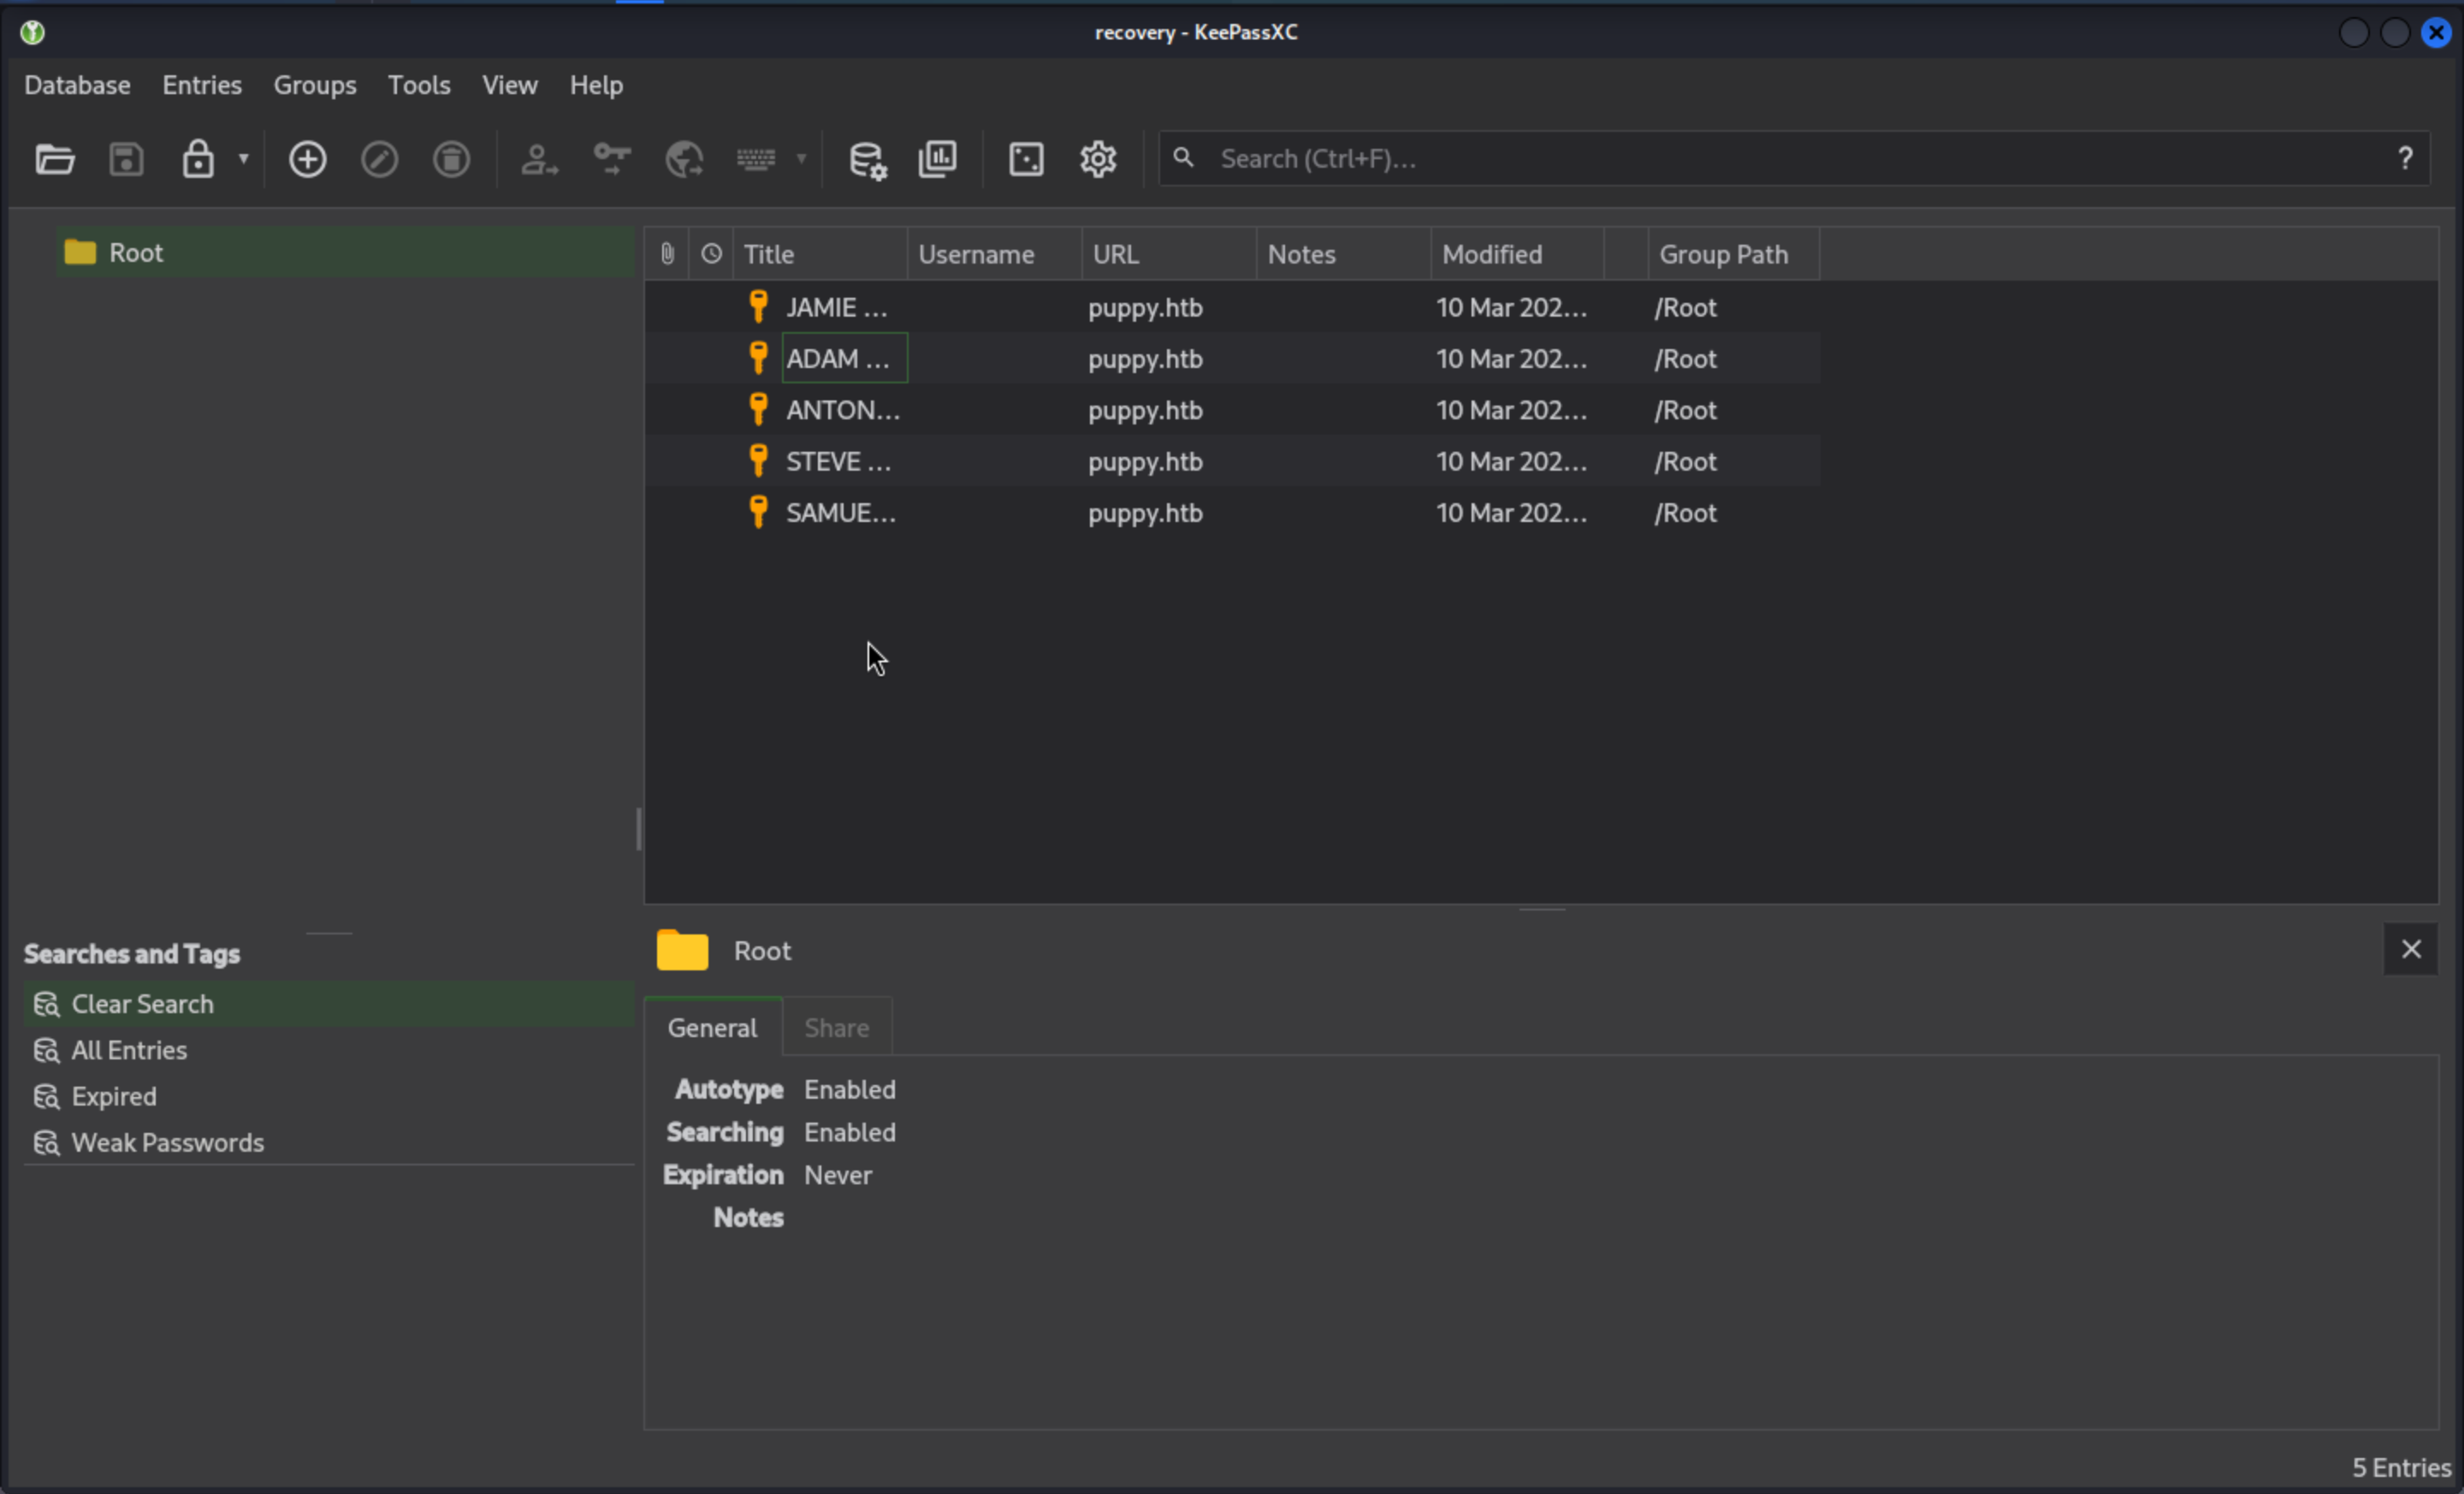 recovery - KeePassXC
Database Entries Groups Tools View Help
Search (Ctrl+F)... ?
Root
Title Username URL Notes Modified Group Path
JAMIE ... puppy.htb 10 Mar 202... /Root
ADAM ... puppy.htb 10 Mar 202... /Root
ANTON... puppy.htb 10 Mar 202... /Root
STEVE ... puppy.htb 10 Mar 202... /Root
SAMUE... puppy.htb 10 Mar 202... /Root
Searches and Tags
Clear Search
All Entries
Expired
Weak Passwords
Root
General Share
Autotype Enabled
Searching Enabled
Expiration Never
Notes
5 Entries